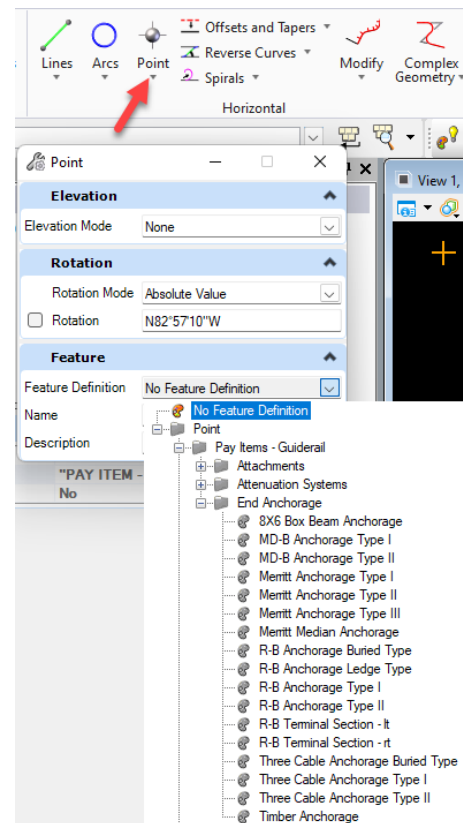 Offsets and Tapers
Reverse Curves
Spirals
Lines Arcs Point Modify Complex
Geometry
Horizontal
Point
View 1,
Elevation
Elevation Mode None
Rotation
Rotation Mode Absolute Value
Rotation N82°57'10"W
Feature
Feature Definition No Feature Definition
Name No Feature Definition
Point
Description
Pay Items - Guiderail
"PAY ITEM -
Attachments
No
Attenuation Systems
End Anchorage
8X6 Box Beam Anchorage
MD-B Anchorage Type I
MD-B Anchorage Type II
Merritt Anchorage Type I
Merritt Anchorage Type II
Merritt Anchorage Type III
Merritt Median Anchorage
R-B Anchorage Buried Type
R-B Anchorage Ledge Type
R-B Anchorage Type I
R-B Anchorage Type II
R-B Terminal Section - lt
R-B Terminal Section - rt
Three Cable Anchorage Buried Type
Three Cable Anchorage Type I
Three Cable Anchorage Type II
Timber Anchorage